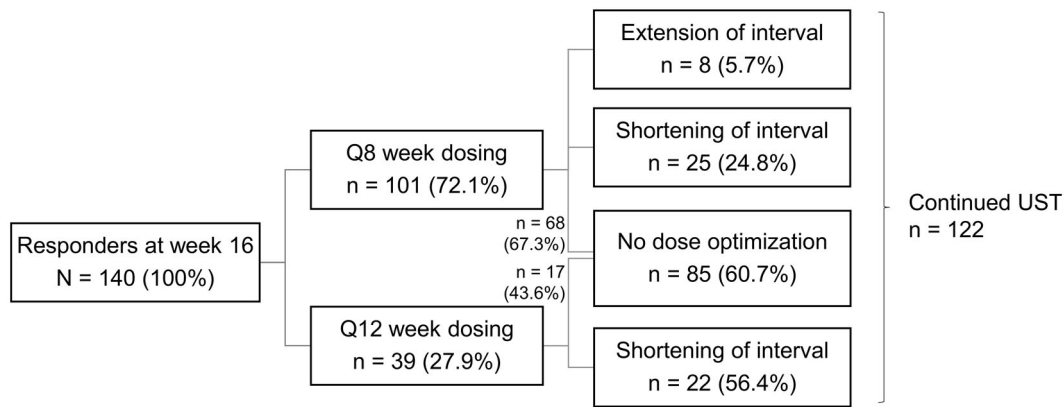 Responders at week 16
N = 140 (100%)
Q8 week dosing
n = 101 (72.1%)
Q12 week dosing
n = 39 (27.9%)
n = 68
(67.3%)
n = 17
(43.6%)
Extension of interval
n = 8 (5.7%)
Shortening of interval
n = 25 (24.8%)
No dose optimization
n = 85 (60.7%)
Shortening of interval
n = 22 (56.4%)
Continued UST
n = 122